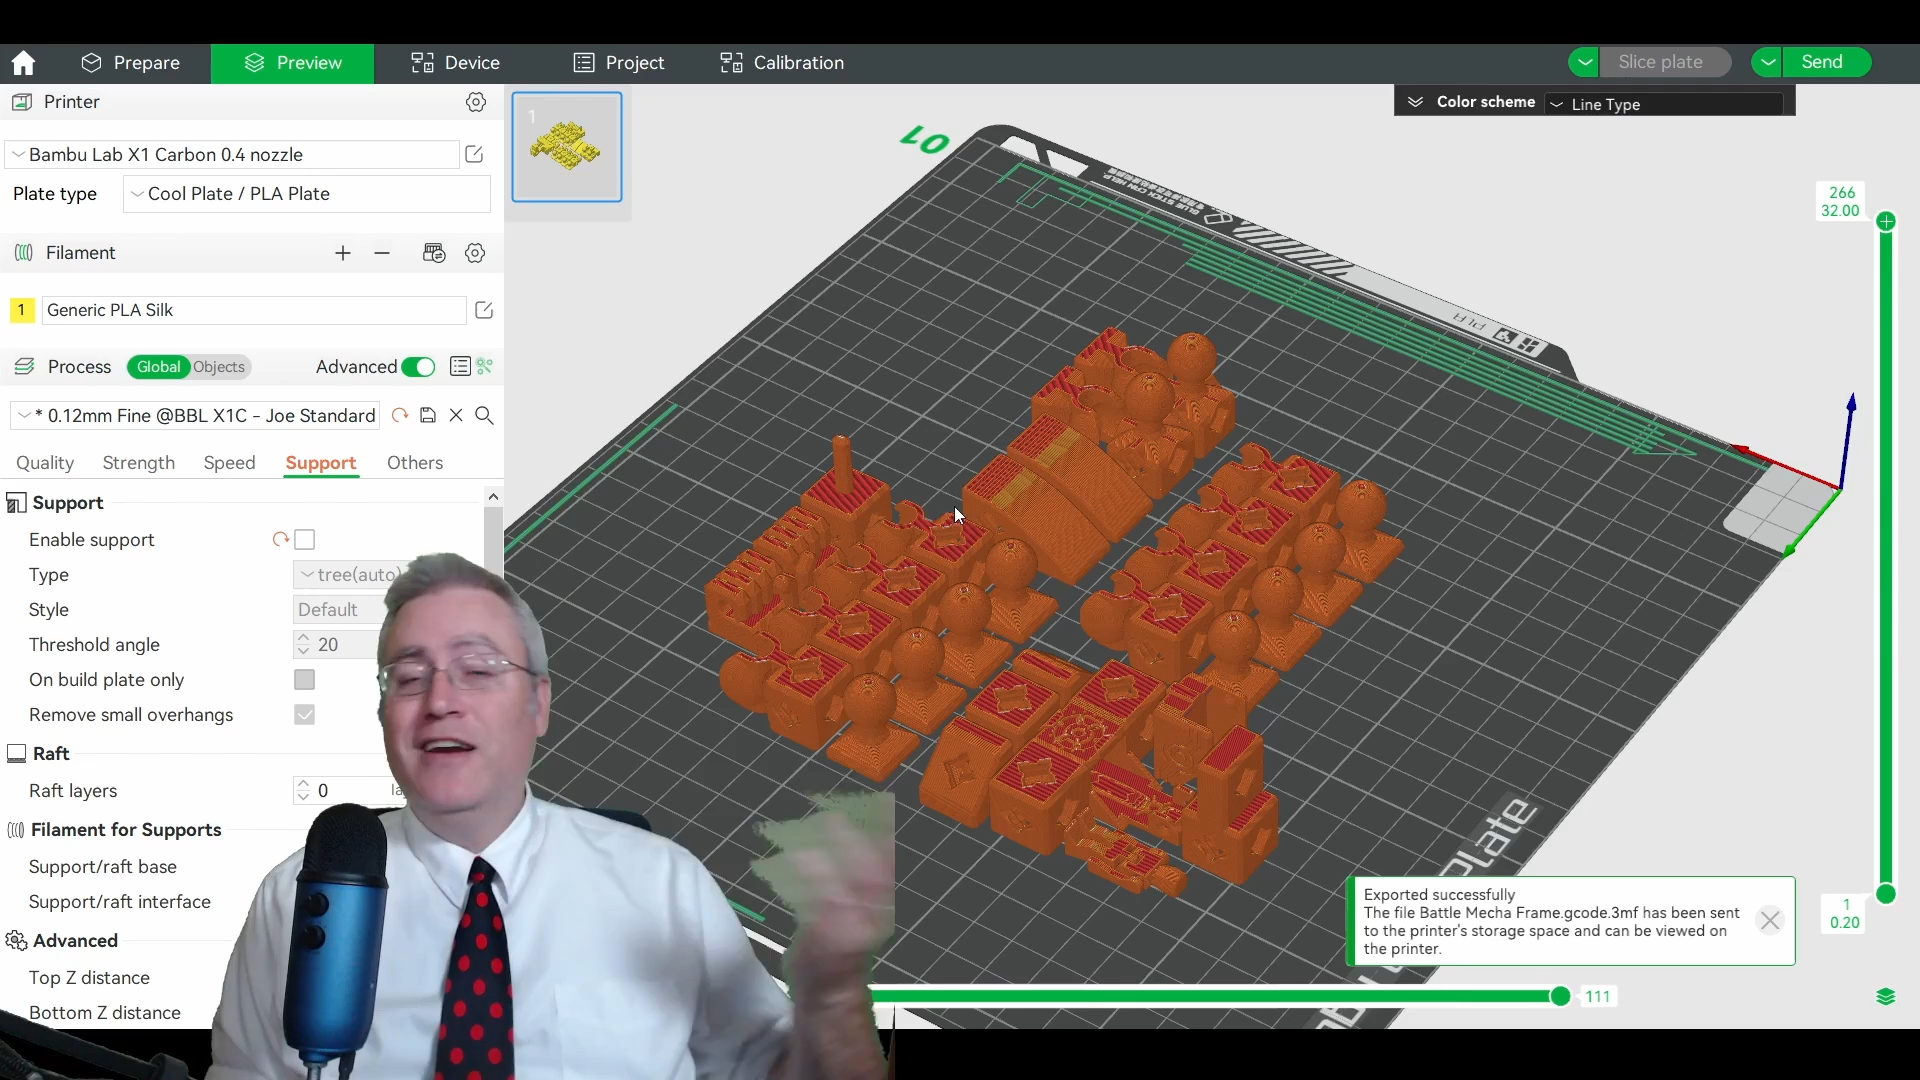 Prepare
Preview
Device
Project
Calibration
Slice plate
Send
Printer
Color scheme
Line Type
1
01
Bambu Lab X1 Carbon 0.4 nozzle
Plate type
Cool Plate / PLA Plate
266
32.00
Filament
1
Generic PLA Silk
PLA
Process
Global
Objects
Advanced
* 0.12mm Fine @BBL X1C - Joe Standard
Quality
Strength
Speed
Support
Others
Support
Enable support
Type
tree(auto)
Style
Default
Threshold angle
20
On build plate only
Remove small overhangs
Raft
Raft layers
0
Filament for Supports
Support/raft base
Support/raft interface
Advanced
Top Z distance
Bottom Z distance
Exported successfully
The file Battle Mecha Frame.gcode.3mf has been sent
to the printer's storage space and can be viewed on
the printer.
1
0.20
111